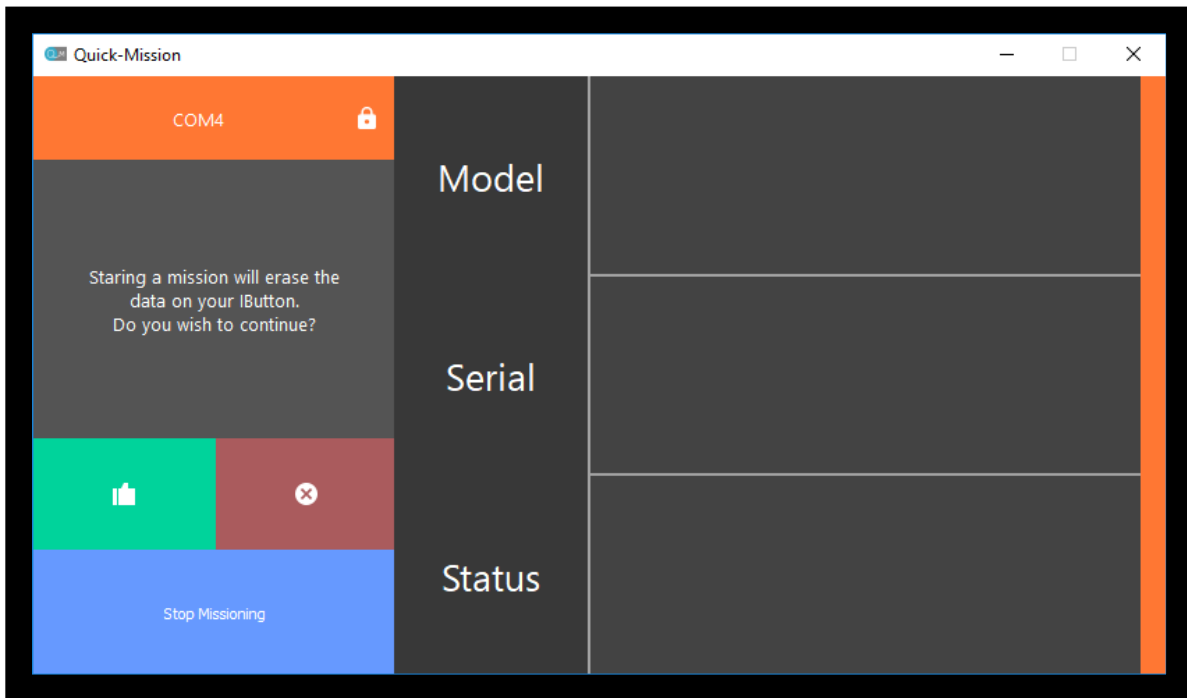 Quick-Mission
COM4
Staring a mission will erase the
data on your IButton.
Do you wish to continue?
Stop Missioning
Model
Serial
Status